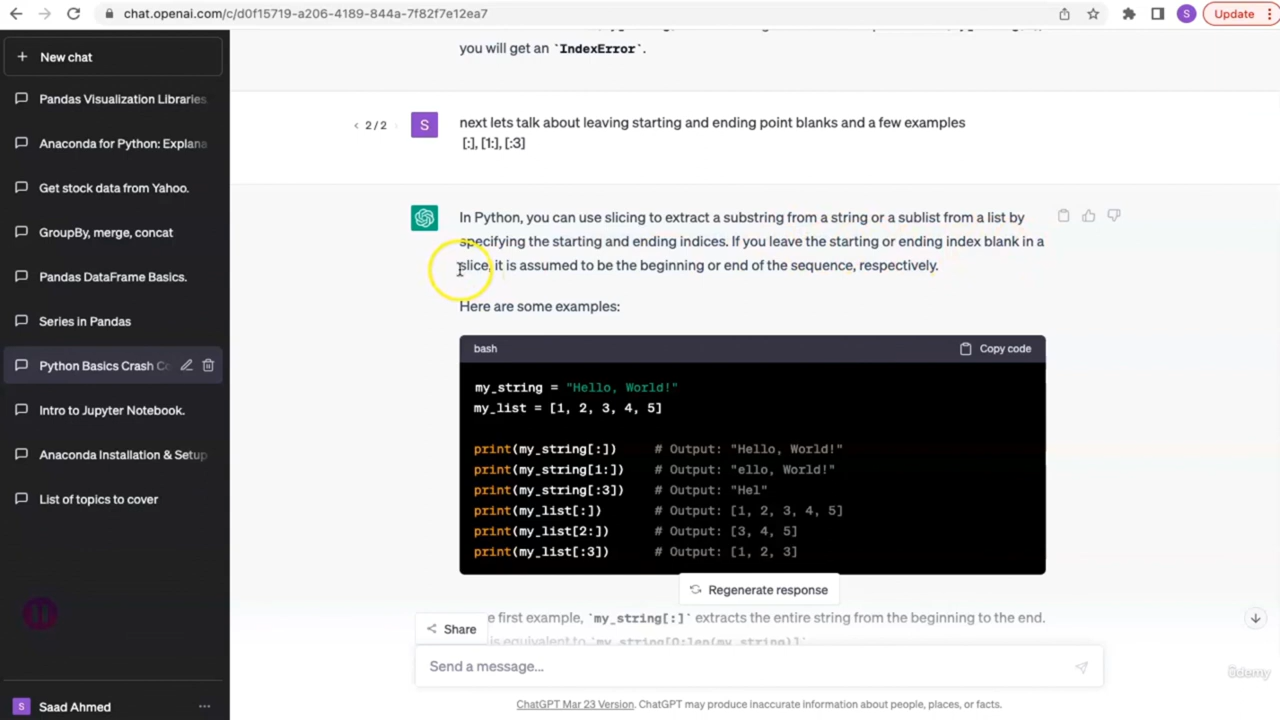 chat.openai.com/c/d0f15719-a206-4189-844a-7f82f7e12ea7
S
Update
New chat
Pandas Visualization Libraries
Anaconda for Python: Explana
Get stock data from Yahoo.
GroupBy, merge, concat
Pandas DataFrame Basics.
Series in Pandas
Python Basics Crash Co
Intro to Jupyter Notebook.
Anaconda Installation & Setup
List of topics to cover
S
Saad Ahmed
you will get an `IndexError`.
2/2
S
next lets talk about leaving starting and ending point blanks and a few examples
[:], [1:], [:3]
In Python, you can use slicing to extract a substring from a string or a sublist from a list by
specifying the starting and ending indices. If you leave the starting or ending index blank in a
slice, it is assumed to be the beginning or end of the sequence, respectively.
Here are some examples:
bash
Copy code
my_string = "Hello, World!"
my_list = [1, 2, 3, 4, 5]
print(my_string[:]) # Output: "Hello, World!"
print(my_string[1:]) # Output: "ello, World!"
print(my_string[:3]) # Output: "Hel"
print(my_list[:]) # Output: [1, 2, 3, 4, 5]
print(my_list[2:]) # Output: [3, 4, 5]
print(my_list[:3]) # Output: [1, 2, 3]
Regenerate response
e first example, `my_string[:]` extracts the entire string from the beginning to the end.
Share
is equivalent to `my_string[0:len(my_string)]`
Send a message...
ChatGPT Mar 23 Version. ChatGPT may produce inaccurate information about people, places, or facts.
ûdemy